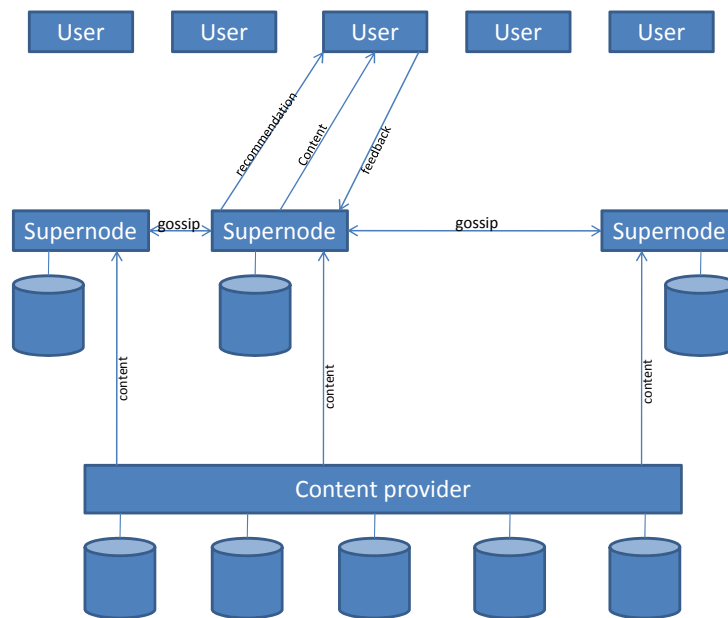 User
User
User
User
User
recommendation
Content
feedback
Supernode
gossip
Supernode
gossip
Supernode
content
content
content
Content provider